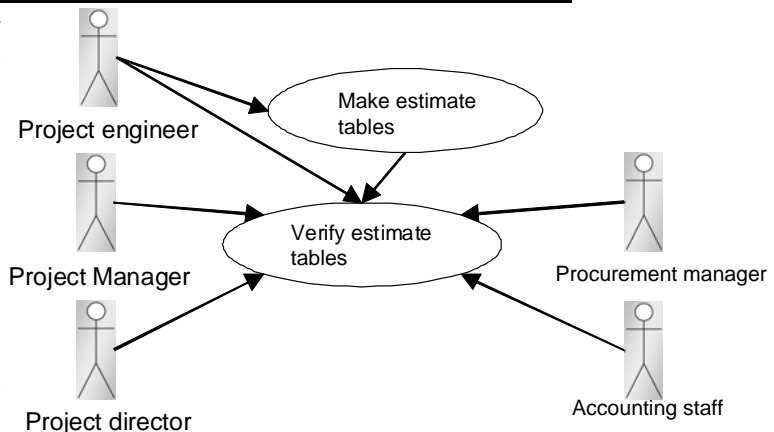 Make estimate
tables
Project engineer
Verify estimate
tables
Project Manager
Procurement manager
Project director
Accounting staff